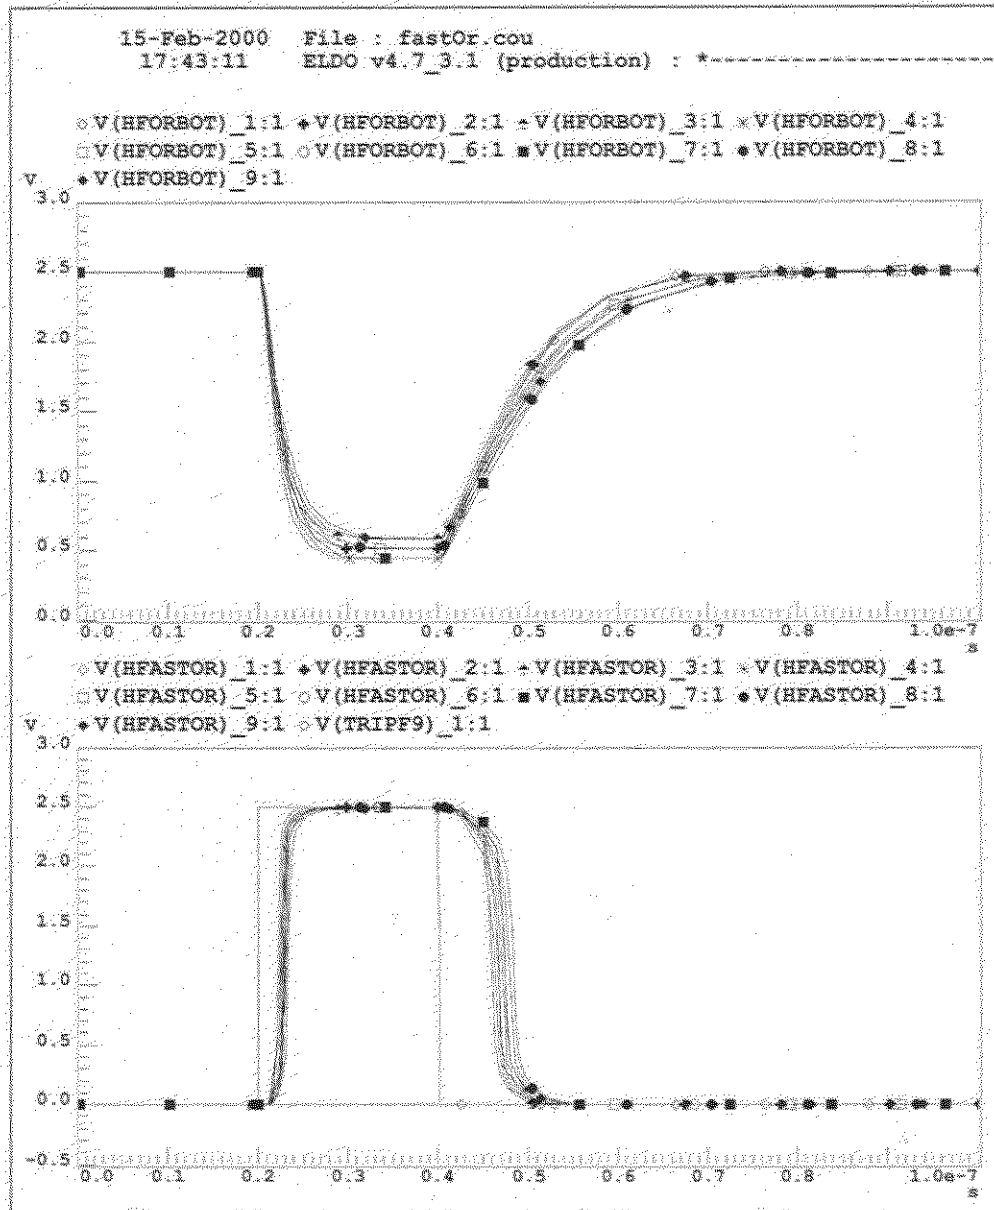 15-Feb-2000 File : fastOr.cou
17:43:11 ELDO v4.7_3.1 (production) : *--------------------
◇V(HFORBOT)_1:1 ◆V(HFORBOT)_2:1 ▲V(HFORBOT)_3:1 ×V(HFORBOT)_4:1
□V(HFORBOT)_5:1 ○V(HFORBOT)_6:1 ■V(HFORBOT)_7:1 ●V(HFORBOT)_8:1
V ◆V(HFORBOT)_9:1
3.0
2.5
2.0
1.5
1.0
0.5
0.0
0.0 0.1 0.2 0.3 0.4 0.5 0.6 0.7 0.8 1.0e-7
s
◇V(HFASTOR)_1:1 ◆V(HFASTOR)_2:1 ▲V(HFASTOR)_3:1 ×V(HFASTOR)_4:1
□V(HFASTOR)_5:1 ○V(HFASTOR)_6:1 ■V(HFASTOR)_7:1 ●V(HFASTOR)_8:1
V ◆V(HFASTOR)_9:1 ◇V(TRIPF9)_1:1
3.0
2.5
2.0
1.5
1.0
0.5
0.0
-0.5
0.0 0.1 0.2 0.3 0.4 0.5 0.6 0.7 0.8 1.0e-7
s